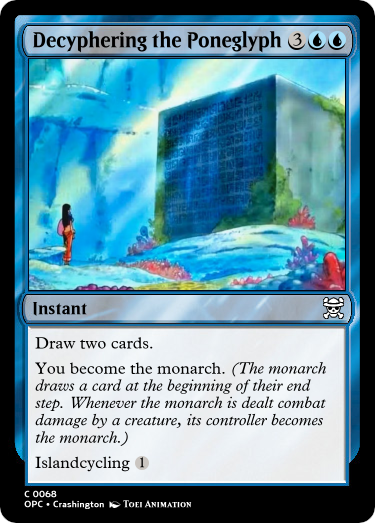 Decyphering the Poneglyph 3
Instant
Draw two cards.
You become the monarch. (The monarch
draws a card at the beginning of their end
step. Whenever the monarch is dealt combat
damage by a creature, its controller becomes
the monarch.)
Islandcycling 1
C 0068
OPC • Crashington TOEI ANIMATION